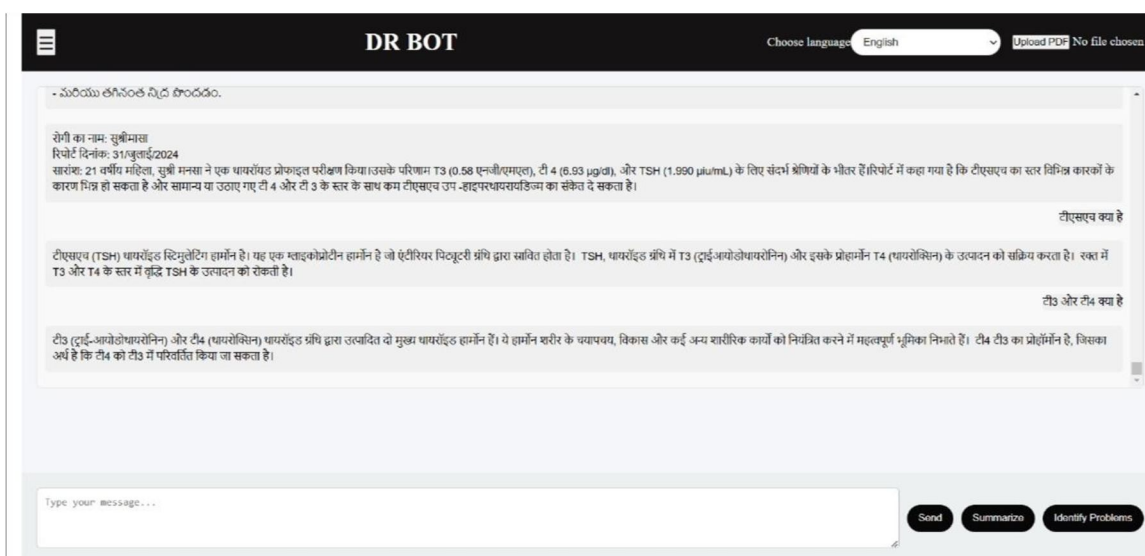 ☰ DR BOT Choose language English Upload PDF No file chosen
- మరియు తగినంత నిద్ర పొందడం.
रोगी का नाम: सुश्रीमासा
रिपोर्ट दिनांक: 31/जुलाई/2024
सारांश: 21 वर्षीय महिला, सुश्री मनसा ने एक थायरॉयड प्रोफाइल परीक्षण किया।उसके परिणाम T3 (0.58 एनजी/एमएल), टी 4 (6.93 µg/dl), और TSH (1.990 µiu/mL) के लिए संदर्भ श्रेणियों के भीतर हैं।रिपोर्ट में कहा गया है कि टीएसएच का स्तर विभिन्न कारकों के
कारण भिन्न हो सकता है और सामान्य या उठाए गए टी 4 और टी 3 के स्तर के साथ कम टीएसएच उप -हाइपरथायरायडिज्म का संकेत दे सकता है।
टीएसएच क्या है
टीएसएच (TSH) थायरॉइड स्टिमुलेटिंग हार्मोन है। यह एक ग्लाइकोप्रोटीन हार्मोन है जो एंटीरियर पिट्यूटरी ग्रंथि द्वारा स्रावित होता है। TSH, थायरॉइड ग्रंथि में T3 (ट्राईआयोडोथायरोनिन) और इसके प्रोहार्मोन T4 (थायरोक्सिन) के उत्पादन को सक्रिय करता है। रक्त में
T3 और T4 के स्तर में वृद्धि TSH के उत्पादन को रोकती है।
टी3 और टी4 क्या है
टी3 (ट्राई-आयोडोथायरोनिन) और टी4 (थायरोक्सिन) थायरॉइड ग्रंथि द्वारा उत्पादित दो मुख्य थायरॉइड हार्मोन हैं। ये हार्मोन शरीर के चयापचय, विकास और कई अन्य शारीरिक कार्यों को नियंत्रित करने में महत्वपूर्ण भूमिका निभाते हैं। टी4 टी3 का प्रोहॉर्मोन है, जिसका
अर्थ है कि टी4 को टी3 में परिवर्तित किया जा सकता है।
Type your message...
Send Summarize Identify Problems